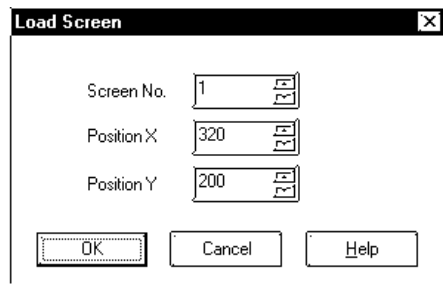 Load Screen
Screen No. 1
Position X 320
Position Y 200
OK Cancel Help